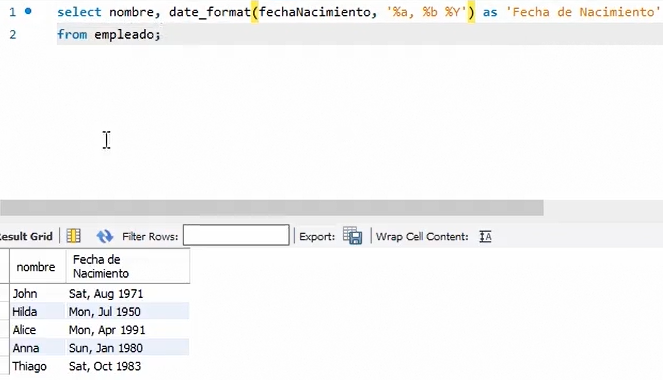 1 select nombre, date_format(fechaNacimiento, '%a, %b %Y') as 'Fecha de Nacimiento'
2 from empleado;
esult Grid Filter Rows: Export: Wrap Cell Content: IA
nombre Fecha de
Nacimiento
John Sat, Aug 1971
Hilda Mon, Jul 1950
Alice Mon, Apr 1991
Anna Sun, Jan 1980
Thiago Sat, Oct 1983